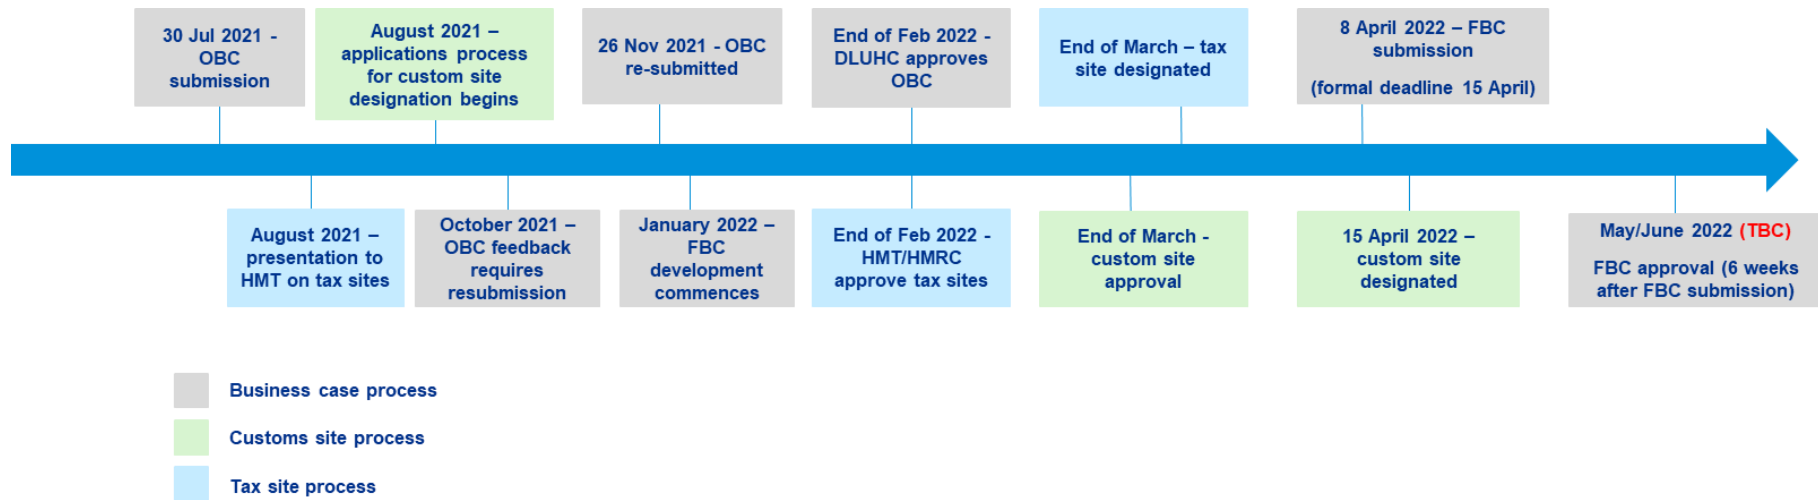 30 Jul 2021 -
OBC
submission
August 2021 –
applications process
for custom site
designation begins
26 Nov 2021 - OBC
re-submitted
End of Feb 2022 -
DLUHC approves
OBC
End of March – tax
site designated
8 April 2022 – FBC
submission
(formal deadline 15 April)
August 2021 –
presentation to
HMT on tax sites
October 2021 –
OBC feedback
requires
resubmission
January 2022 –
FBC
development
commences
End of Feb 2022 -
HMT/HMRC
approve tax sites
End of March -
custom site
approval
15 April 2022 –
custom site
designated
May/June 2022 (TBC)
FBC approval (6 weeks
after FBC submission)
Business case process
Customs site process
Tax site process